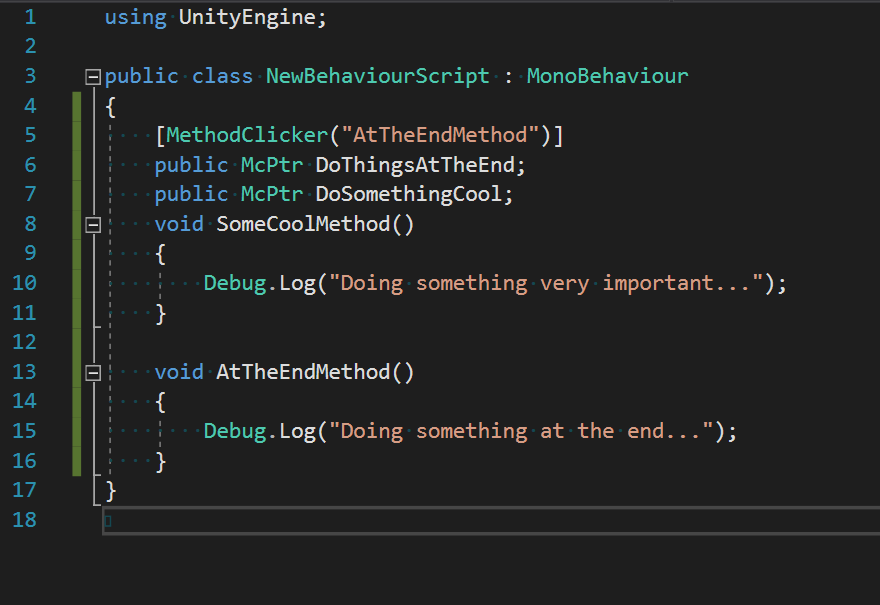 1 using UnityEngine;
2
3 public class NewBehaviourScript : MonoBehaviour
4 {
5     [MethodClicker("AtTheEndMethod")]
6     public McPtr DoThingsAtTheEnd;
7     public McPtr DoSomethingCool;
8     void SomeCoolMethod()
9     {
10         Debug.Log("Doing something very important...");
11     }
12
13     void AtTheEndMethod()
14     {
15         Debug.Log("Doing something at the end...");
16     }
17 }
18